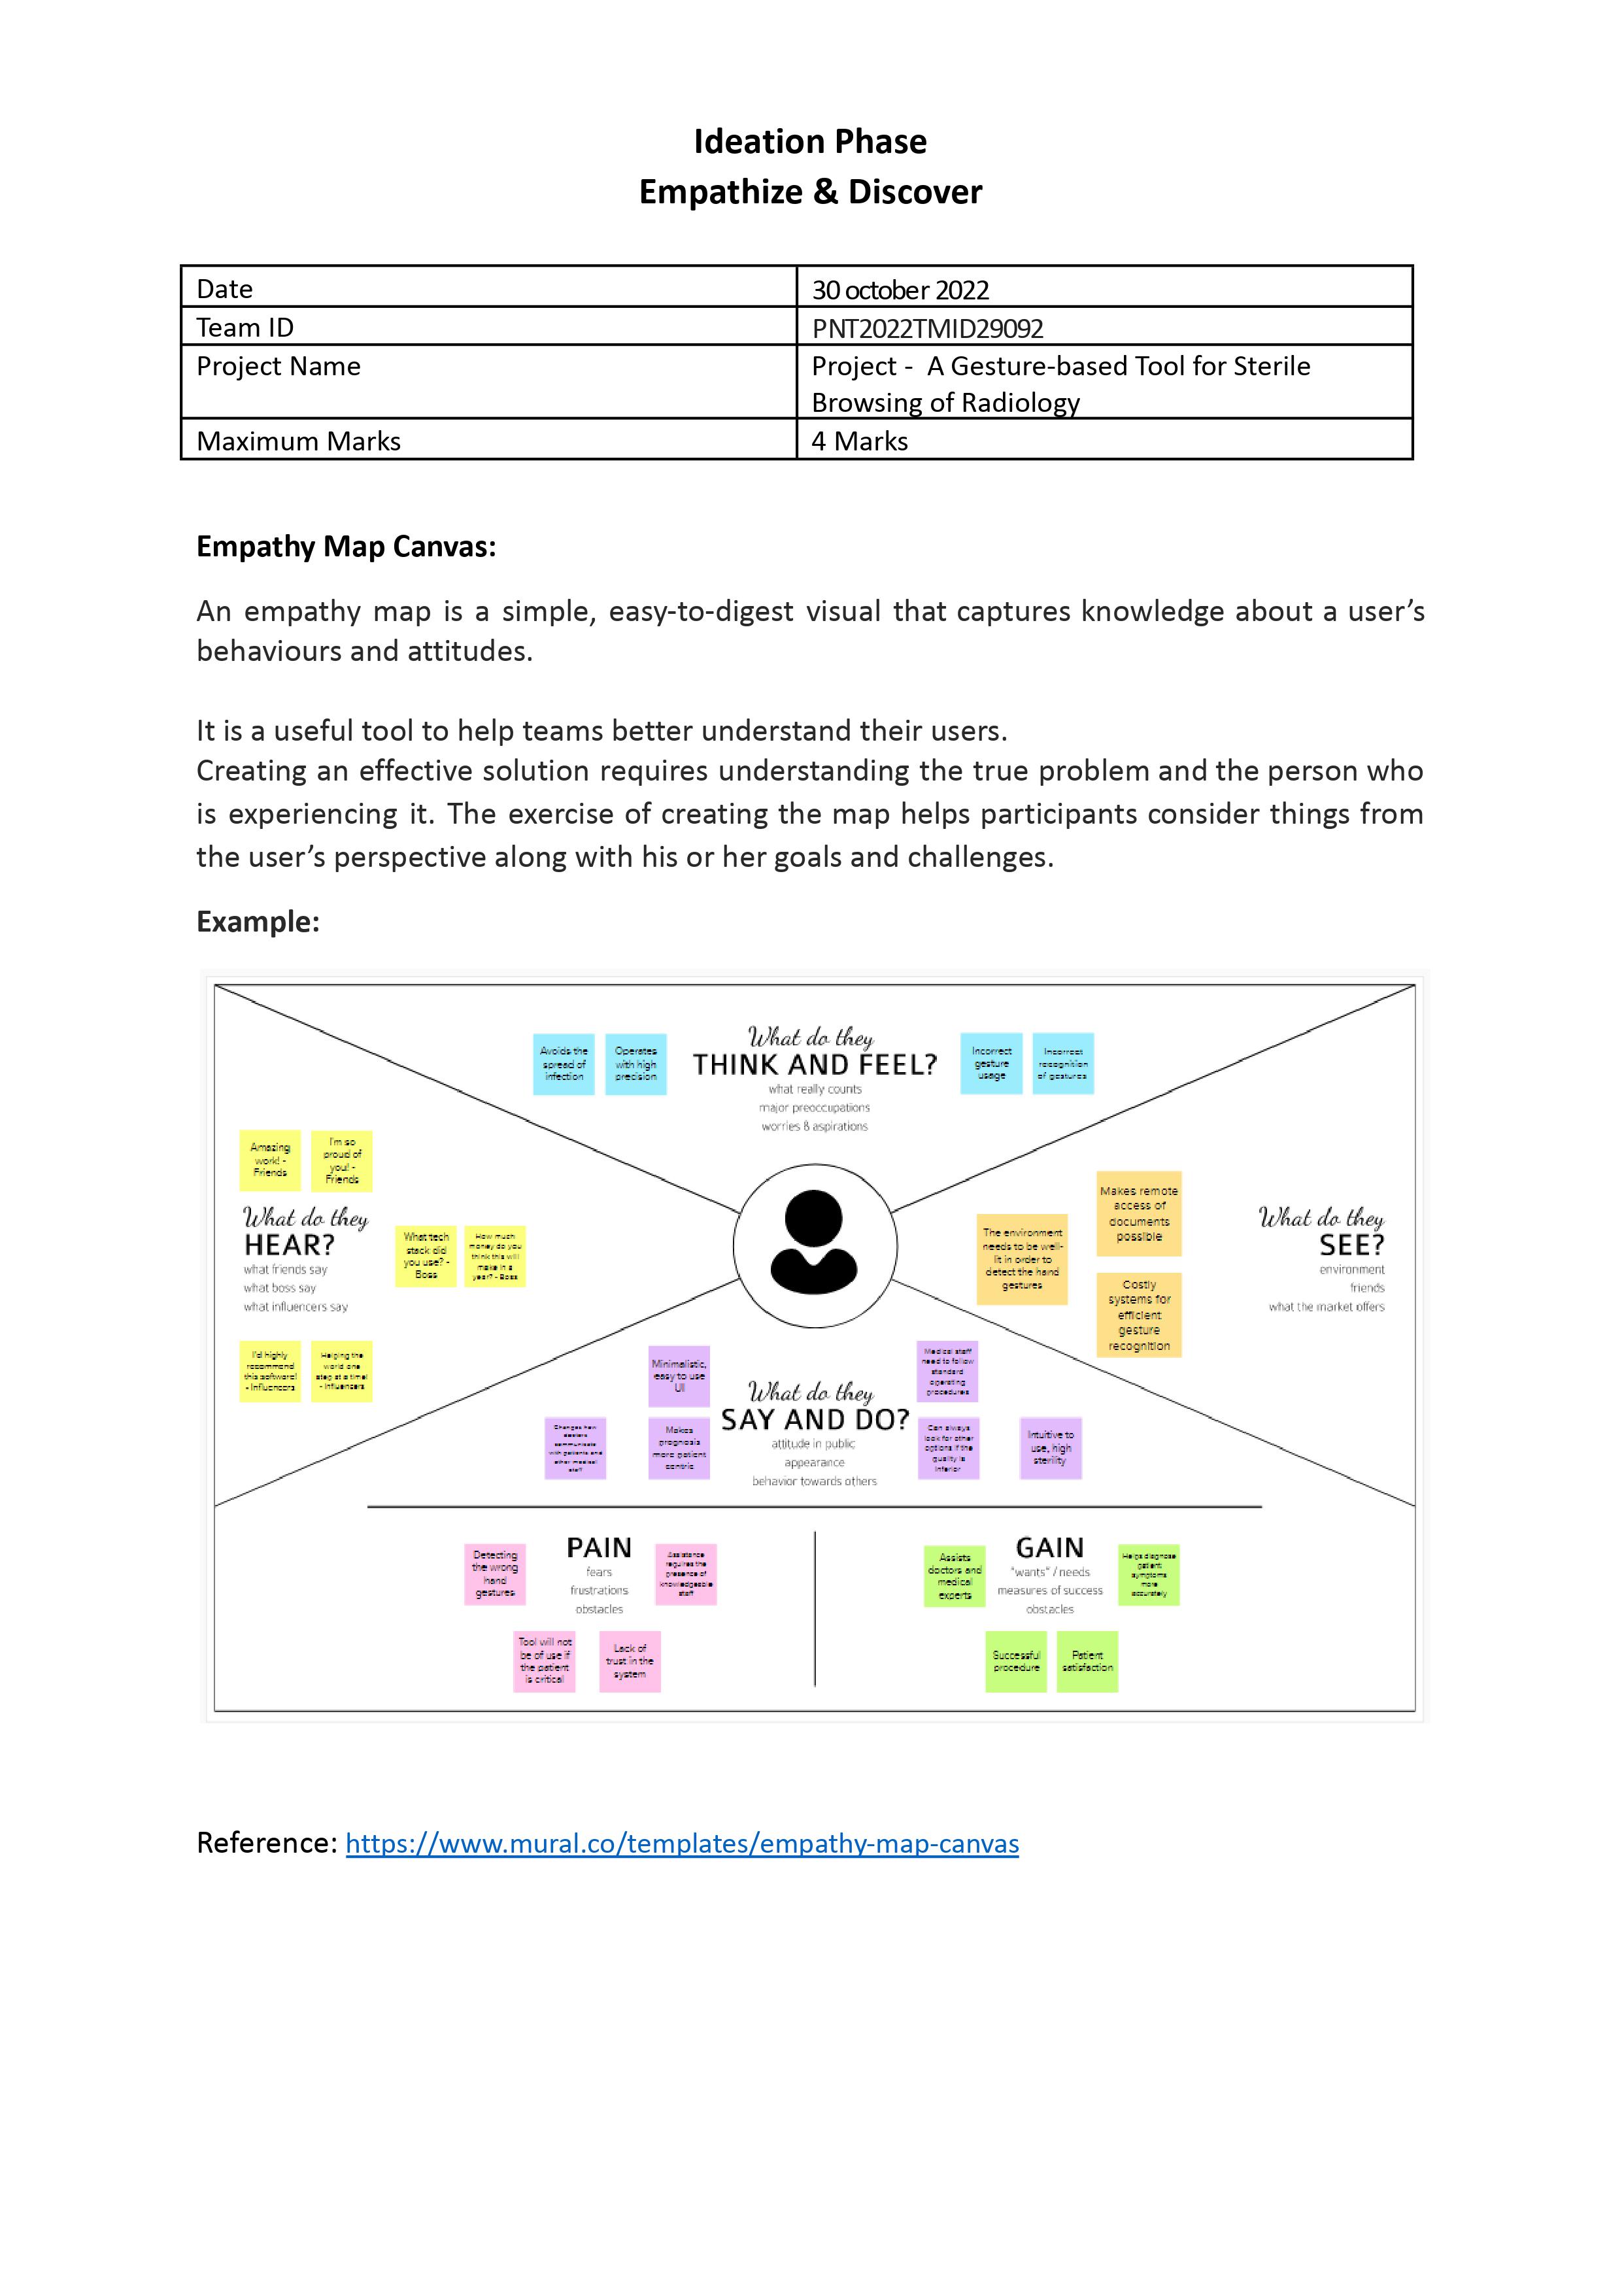 Ideation Phase
Empathize & Discover
Date
30 october 2022
Team ID
PNT2022TMID29092
Project Name
Project -  A Gesture-based Tool for Sterile
Browsing of Radiology
Maximum Marks
4 Marks
Empathy Map Canvas:
An empathy map is a simple, easy-to-digest visual that captures knowledge about a user’s
behaviours and attitudes.
It is a useful tool to help teams better understand their users.
Creating an effective solution requires understanding the true problem and the person who
is experiencing it. The exercise of creating the map helps participants consider things from
the user’s perspective along with his or her goals and challenges.
Example:
Avoids the
spread of
infection
Operates
with high
precision
What do they
THINK AND FEEL?
what really counts
major preoccupations
worries & aspirations
Incorrect
gesture
usage
Incorrect
recognition
of gestures
Amazing
work! -
Friends
I'm so
proud of
you! -
Friends
What do they
HEAR?
what friends say
what boss say
what influencers say
What tech
stack did
you use? -
Boss
How much
money do you
think this will
make in a
year? - Boss
I'd highly
recommend
this software!
- Influencers
Helping the
world one
step at a time!
- Influencers
The environment
needs to be well-
lit in order to
detect the hand
gestures
Makes remote
access of
documents
possible
Costly
systems for
efficient
gesture
recognition
What do they
SEE?
environment
friends
what the market offers
Minimalistic,
easy to use
UI
Changes how
doctors
communicate
with patients and
other medical
staff
Makes
prognosis
more patient
centric
What do they
SAY AND DO?
attitude in public
appearance
behavior towards others
Medical staff
need to follow
standard
operating
procedures
Can always
look for other
options if the
quality is
inferior
Intuitive to
use, high
sterility
Detecting
the wrong
hand
gestures
PAIN
fears
frustrations
obstacles
Assistance
requires the
presence of
knowledgeable
staff
Tool will not
be of use if
the patient
is critical
Lack of
trust in the
system
Assists
doctors and
medical
experts
GAIN
"wants" / needs
measures of success
obstacles
Helps diagnose
patient
symptoms
more
accurately
Successful
procedure
Patient
satisfaction
Reference: https://www.mural.co/templates/empathy-map-canvas